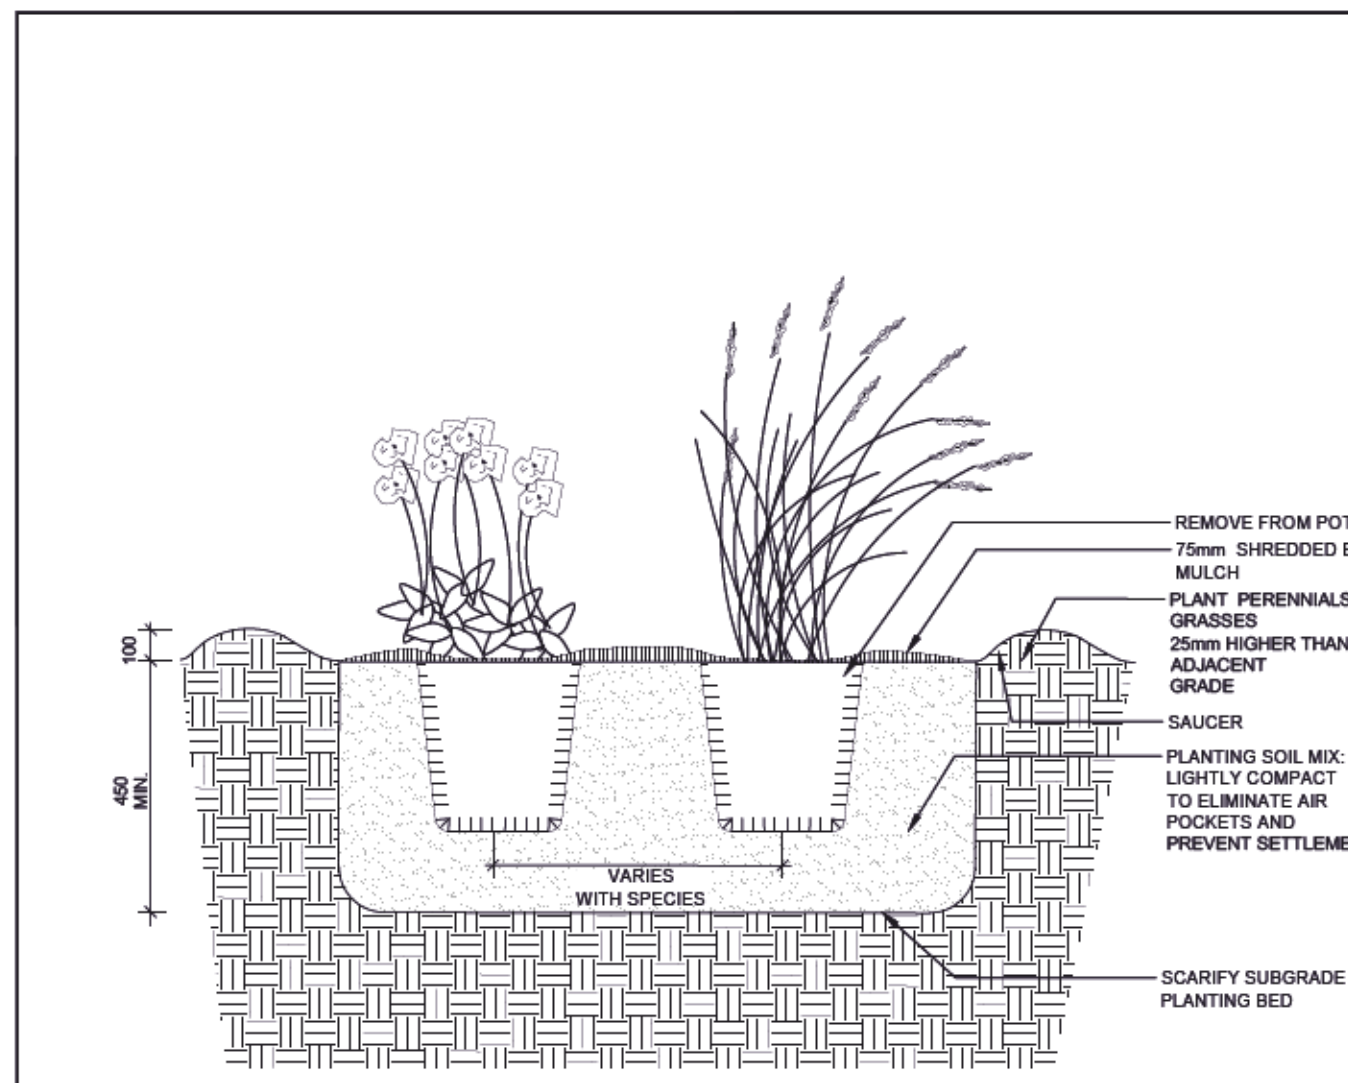 REMOVE FROM POT
75mm SHREDDED
MULCH
PLANT PERENNIALS
GRASSES
25mm HIGHER THAN
ADJACENT
GRADE
SAUCER
PLANTING SOIL MIX:
LIGHTLY COMPACT
TO ELIMINATE AIR
POCKETS AND
PREVENT
SCARIFY SUBGRADE
PLANTING BED
100
450
MIN.
VARIES
WITH SPECIES